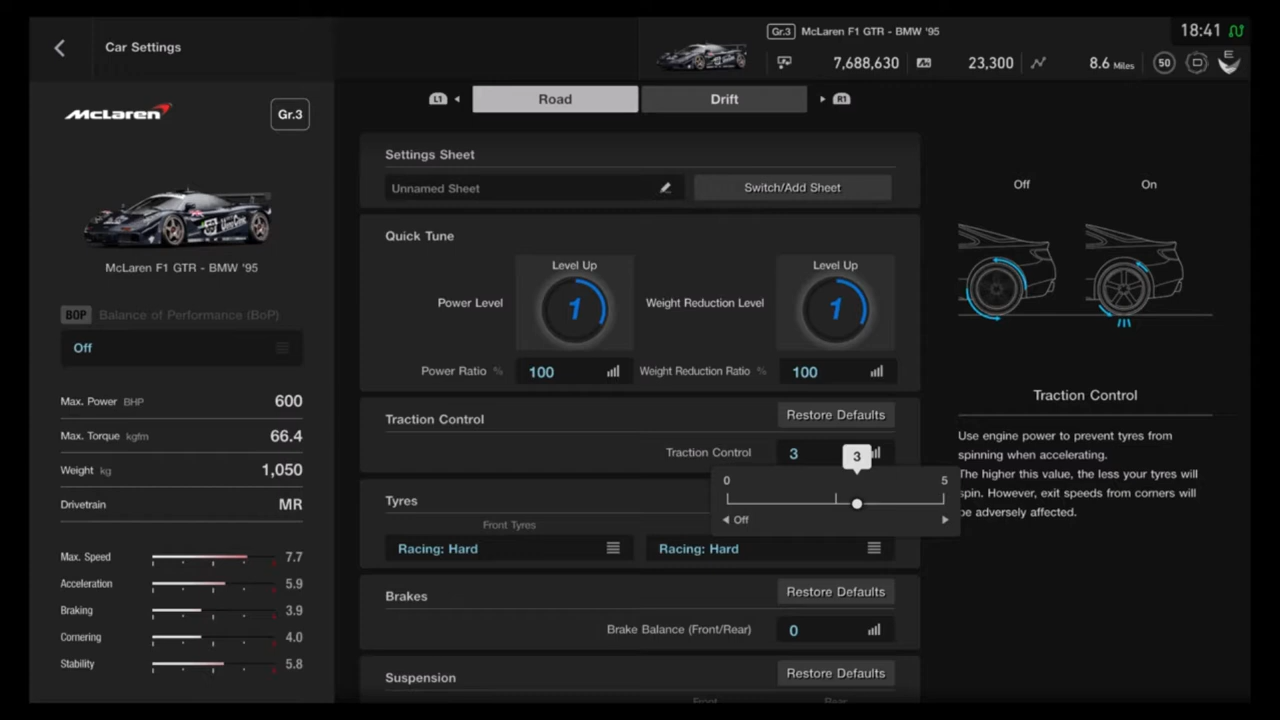 Car Settings
Gr.3 McLaren F1 GTR - BMW '95
18:41
7,688,630 23,300 8.6 Miles 50 E
McLaren
Gr.3
McLaren F1 GTR - BMW '95
BOP Balance of Performance (BoP)
Off
Max. Power BHP 600
Max. Torque kgfm 66.4
Weight kg 1,050
Drivetrain MR
Max. Speed 7.7
Acceleration 5.9
Braking 3.9
Cornering 4.0
Stability 5.8
L1 Road Drift R1
Settings Sheet
Unnamed Sheet Switch/Add Sheet
Quick Tune
Level Up Level Up
Power Level 1 Weight Reduction Level 1
Power Ratio % 100 Weight Reduction Ratio % 100
Traction Control Restore Defaults
Traction Control 3
3
0 5
Off
Tyres
Front Tyres
Racing: Hard Racing: Hard
Brakes Restore Defaults
Brake Balance (Front/Rear) 0
Suspension Restore Defaults
Front Rear
Off On
Traction Control
Use engine power to prevent tyres from
spinning when accelerating.
The higher this value, the less your tyres will
spin. However, exit speeds from corners will
be adversely affected.